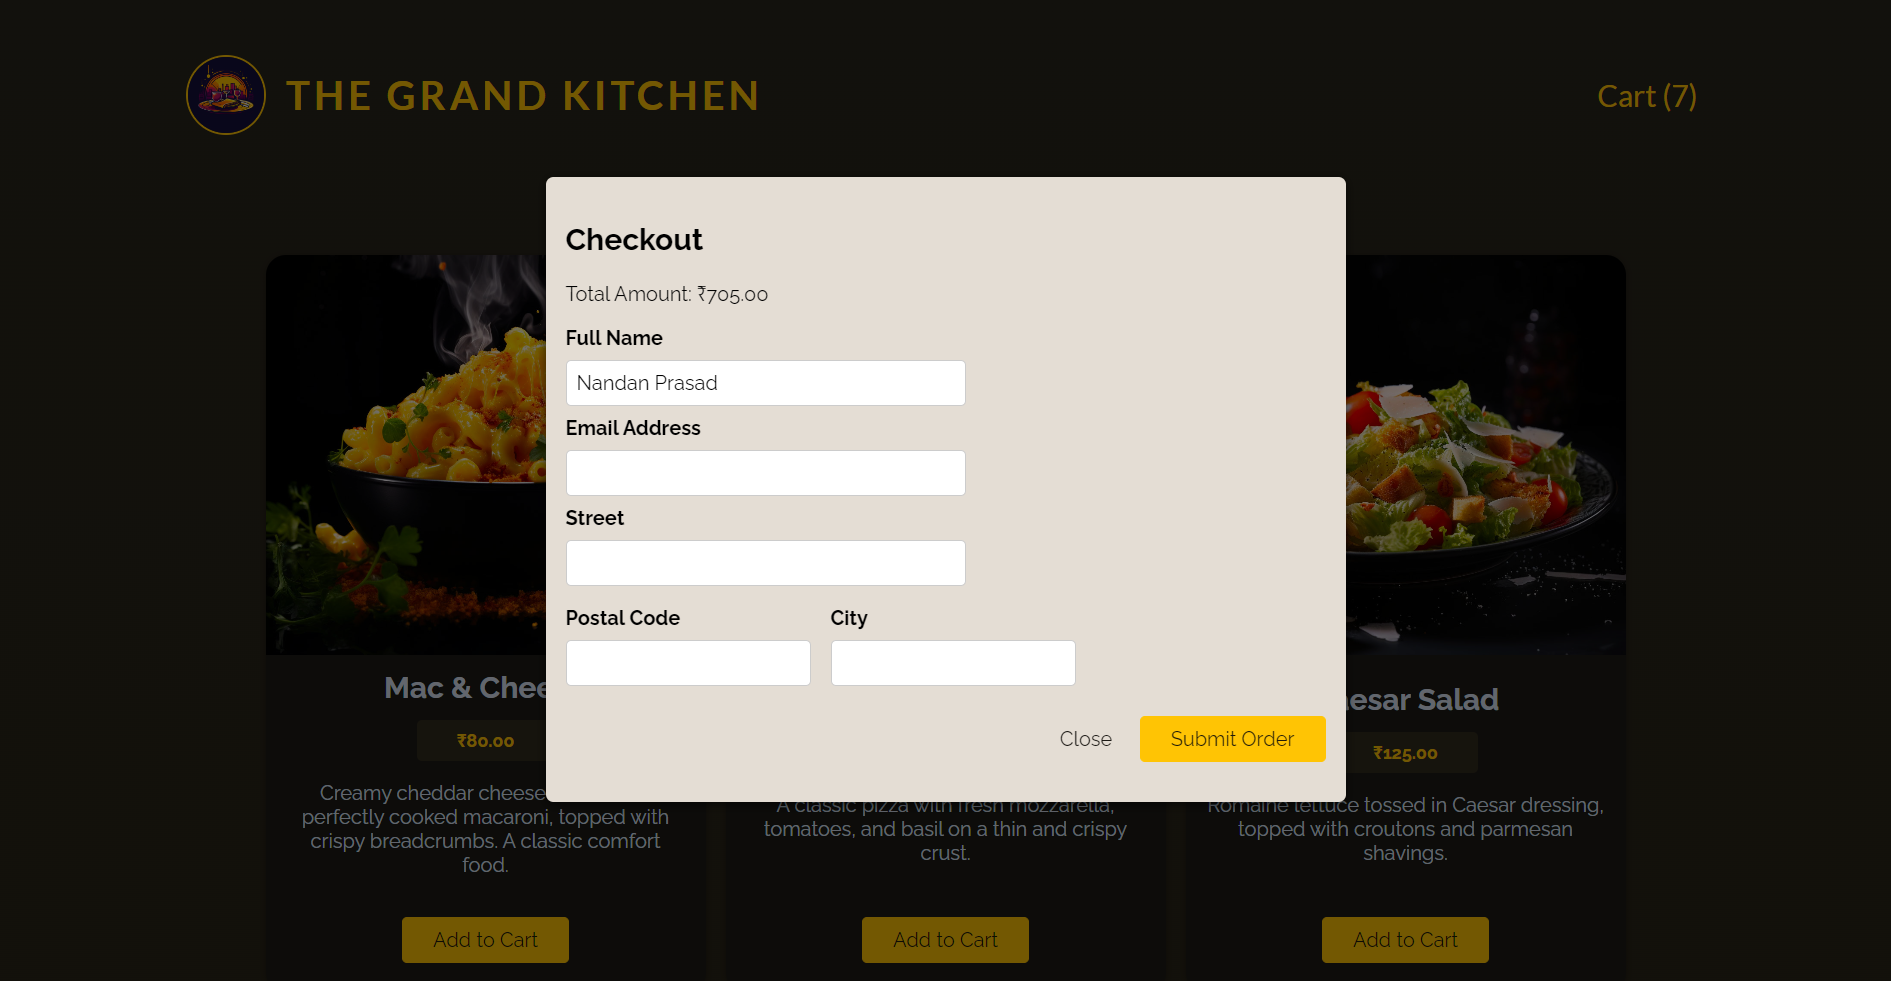 THE GRAND KITCHEN
Cart (7)
Checkout
Total Amount: ₹705.00
Full Name
Nandan Prasad
Email Address
Street
Postal Code
City
Close
Submit Order
Mac & Chee
₹80.00
Creamy cheddar cheese
perfectly cooked macaroni, topped with
crispy breadcrumbs. A classic comfort
food.
Add to Cart
A classic pizza with fresh mozzarella,
tomatoes, and basil on a thin and crispy
crust.
Add to Cart
aesar Salad
₹125.00
Romaine lettuce tossed in Caesar dressing,
topped with croutons and parmesan
shavings.
Add to Cart